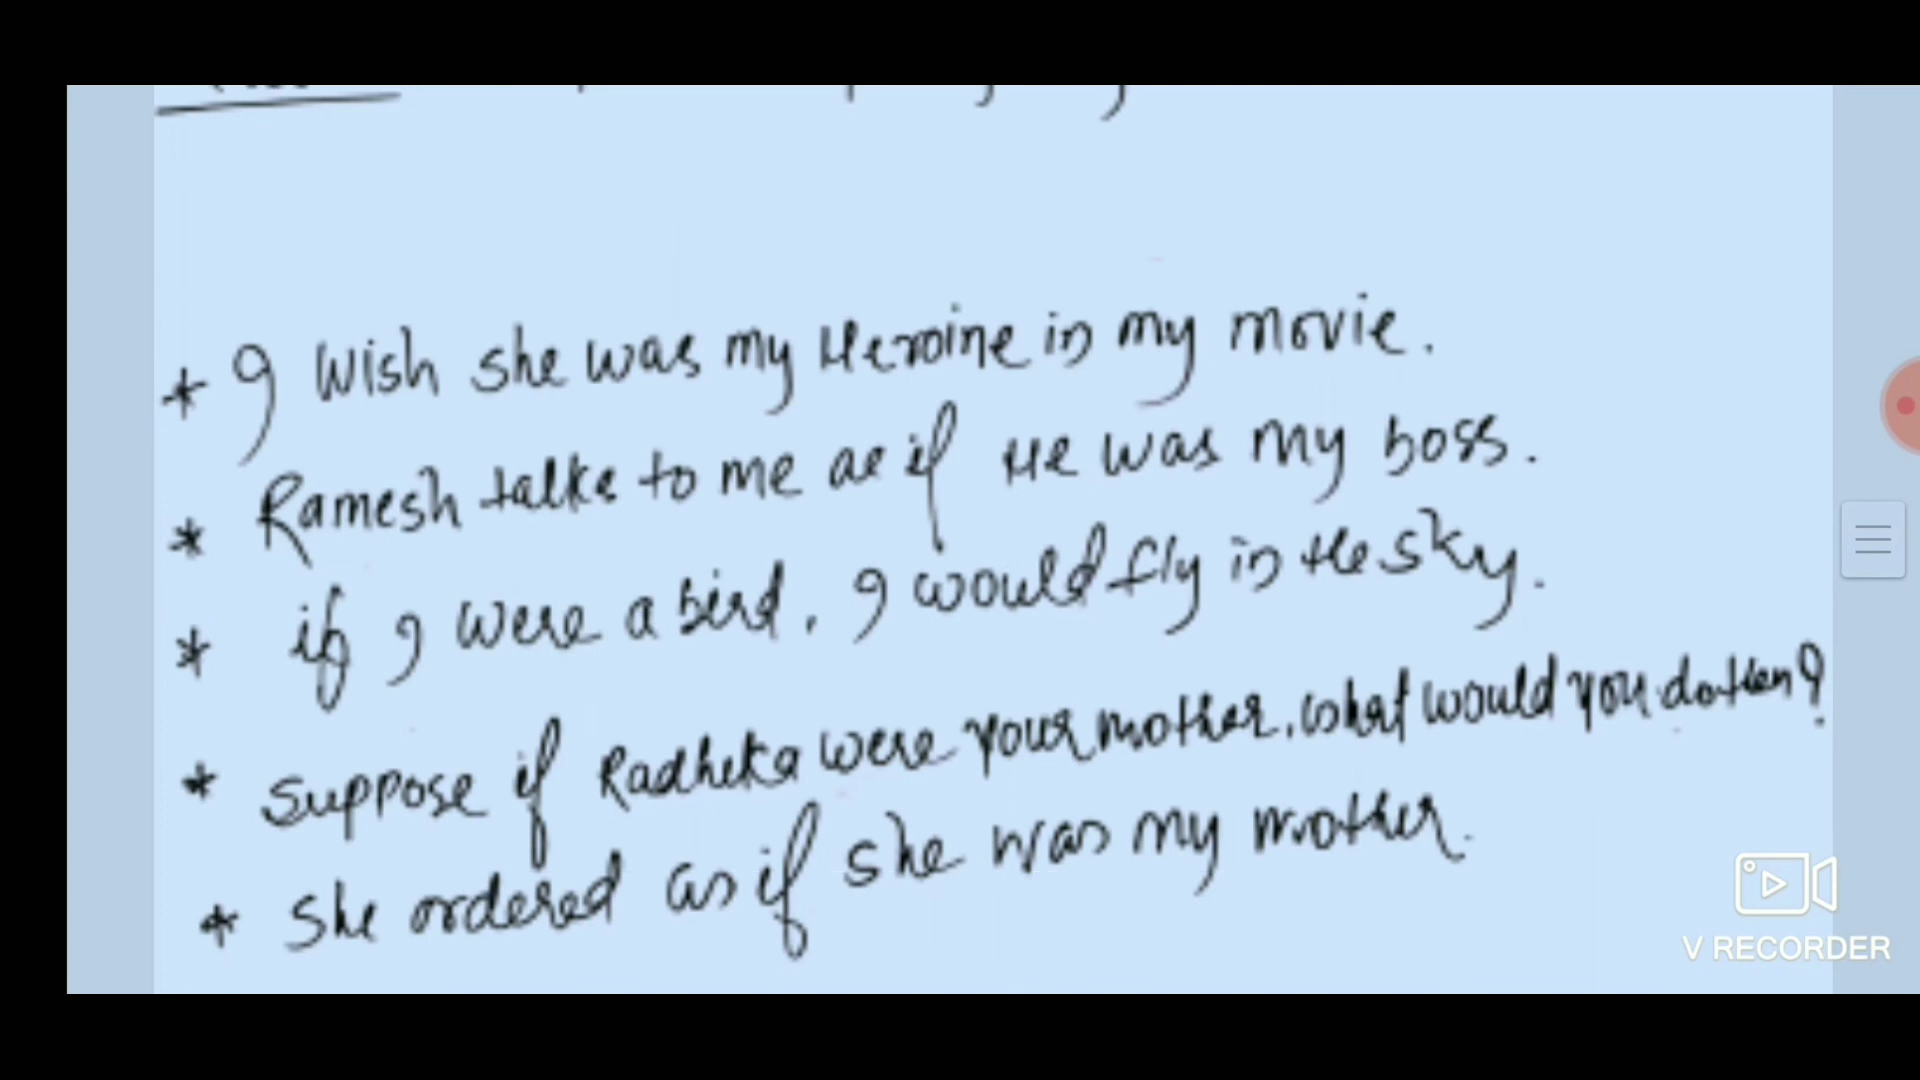 * I Wish she was my Heroine in my movie.
* Ramesh talks to me as if He was my boss.
* if I were a bird, I would fly in the sky.
* Suppose if Radhika were your mother, what would you do then?
* She ordered as if she was my mother.
V RECORDER